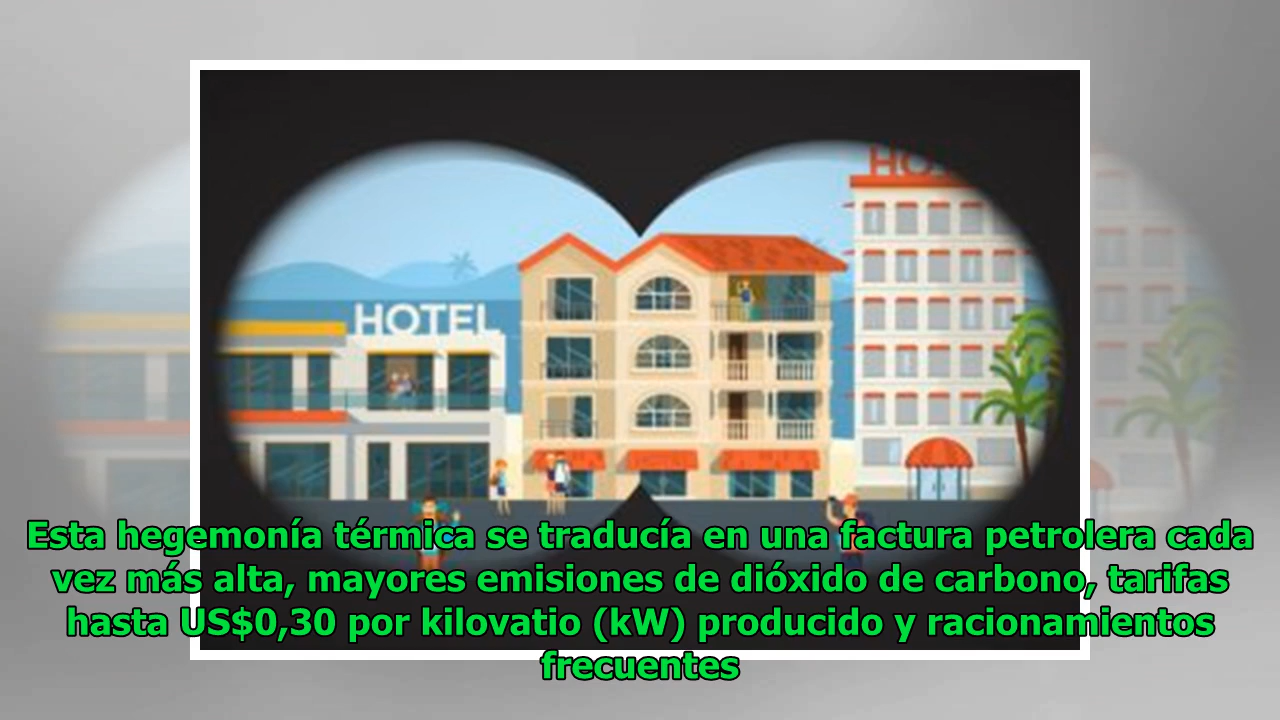 HO
HOTEL
Esta hegemonía térmica se traducía en una factura petrolera cada
vez más alta, mayores emisiones de dióxido de carbono, tarifas
hasta US$0,30 por kilovatio (kW) producido y racionamientos
frecuentes